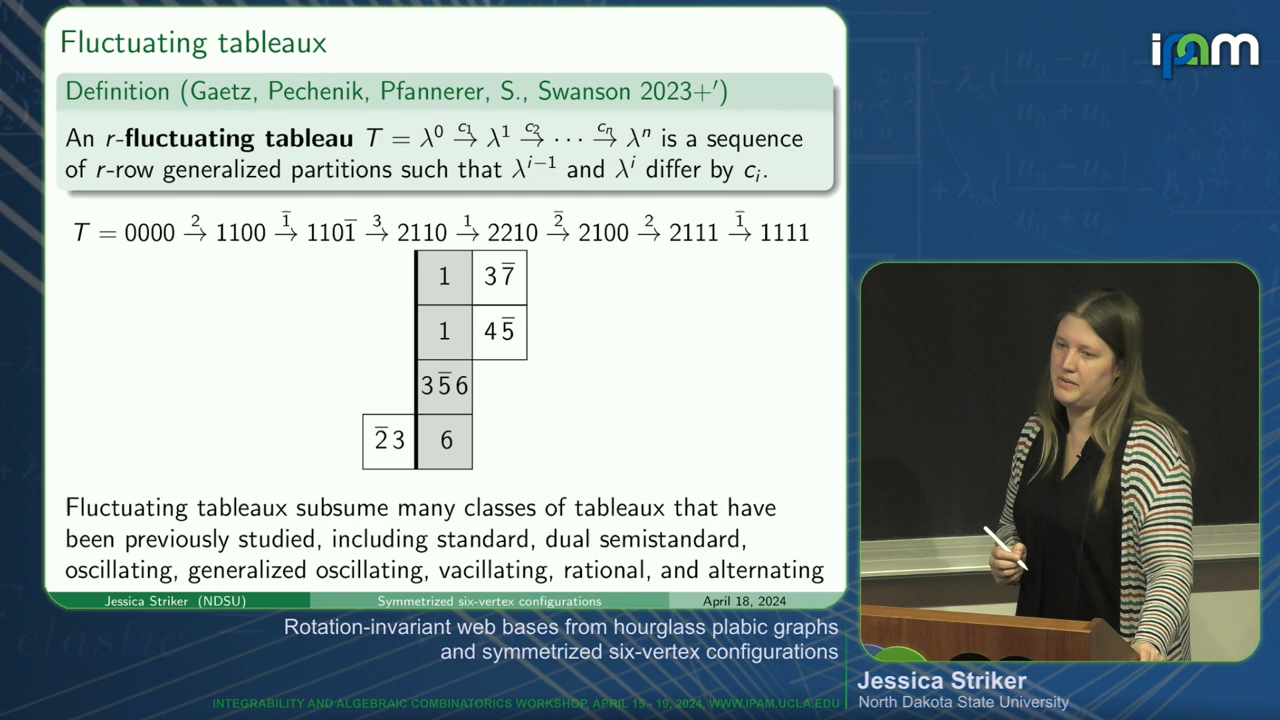 Fluctuating tableaux
Definition (Gaetz, Pechenik, Pfannerer, S., Swanson 2023+′)
An r-fluctuating tableau T = λ⁰ →^{c₁} λ¹ →^{c₂} ⋯ →^{cₙ} λⁿ is a sequence
of r-row generalized partitions such that λ^{i−1} and λ^i differ by c_i.
T = 0000 →^{2} 1100 →^{1̅} 1101̅ →^{3} 2110 →^{1} 2210 →^{2̅} 2100 →^{2} 2111 →^{1̅} 1111
1 3 7̅
1 4 5̅
3 5̅ 6
2̅ 3 6
Fluctuating tableaux subsume many classes of tableaux that have
been previously studied, including standard, dual semistandard,
oscillating, generalized oscillating, vacillating, rational, and alternating
Jessica Striker (NDSU) Symmetrized six-vertex configurations April 18, 2024
Rotation-invariant web bases from hourglass plabic graphs
and symmetrized six-vertex configurations
INTEGRABILITY AND ALGEBRAIC COMBINATORICS WORKSHOP, APRIL 15 - 19, 2024, WWW.IPAM.UCLA.EDU
ipam
Jessica Striker
North Dakota State University